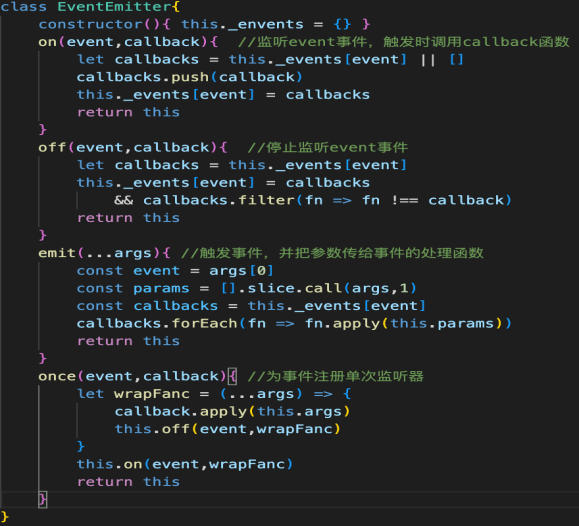 class EventEmitter{
    constructor(){ this._envents = {} }
    on(event,callback){  //监听event事件，触发时调用callback函数
        let callbacks = this._events[event] || []
        callbacks.push(callback)
        this._events[event] = callbacks
        return this
    }
    off(event,callback){  //停止监听event事件
        let callbacks = this._events[event]
        this._events[event] = callbacks
            && callbacks.filter(fn => fn !== callback)
        return this
    }
    emit(...args){ //触发事件，并把参数传给事件的处理函数
        const event = args[0]
        const params = [].slice.call(args,1)
        const callbacks = this._events[event]
        callbacks.forEach(fn => fn.apply(this.params))
        return this
    }
    once(event,callback){ //为事件注册单次监听器
        let wrapFanc = (...args) => {
            callback.apply(this.args)
            this.off(event,wrapFanc)
        }
        this.on(event,wrapFanc)
        return this
    }
}